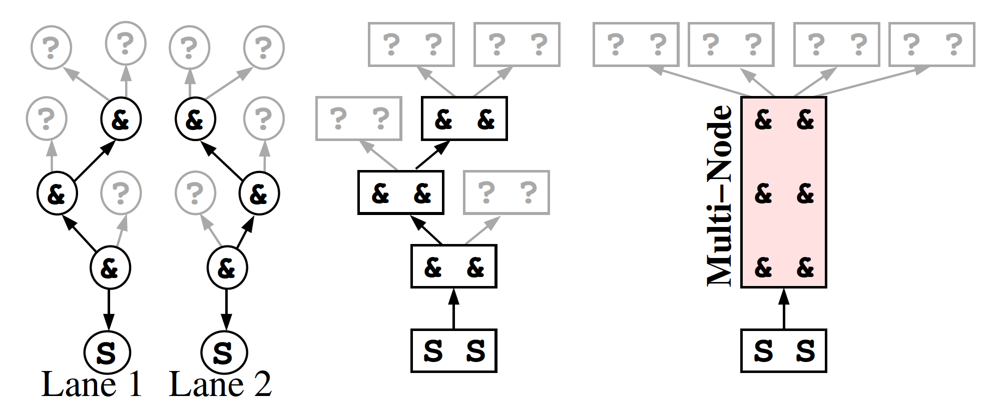 ? ? ? ? ? ? ? ? ? ? ? ? ? ? ? ?
? & & ? ? ? & & & &
Multi-Node
& ? ? & & & ? ? & &
& & & & & &
S S S S S S
Lane 1 Lane 2